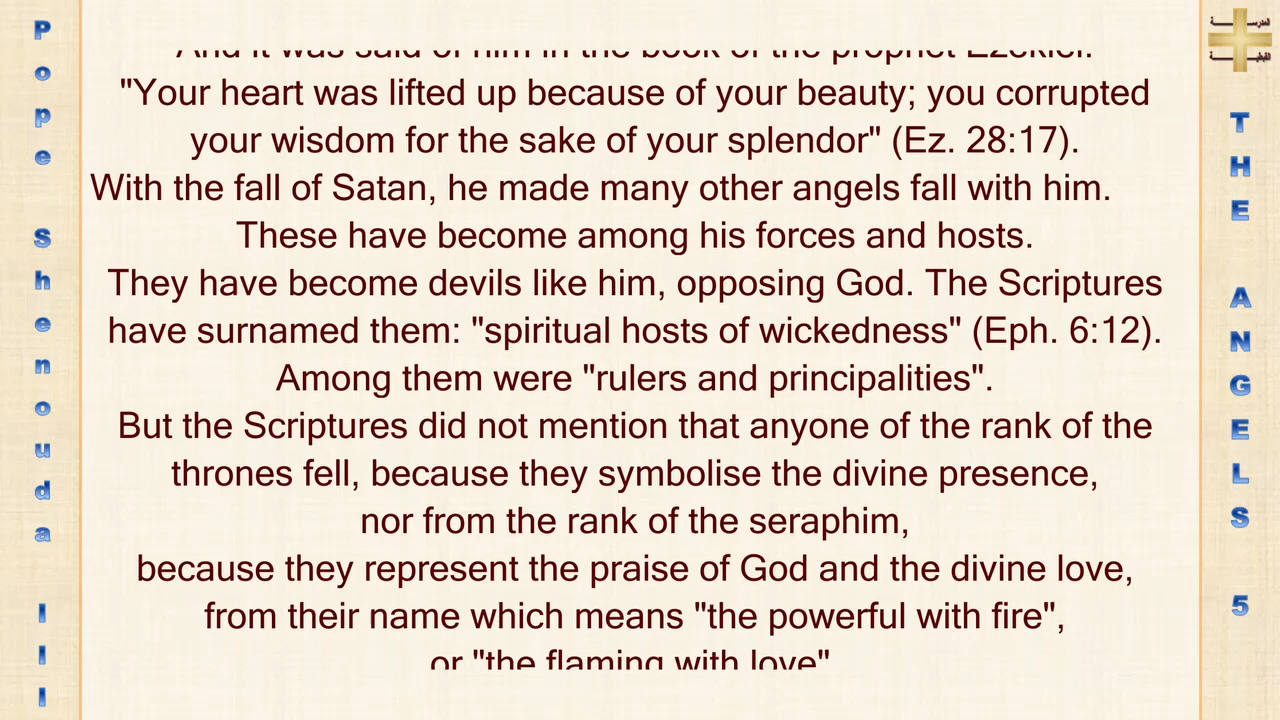 Pope Shenouda III
And it was said of him in the book of the prophet Ezekiel:
"Your heart was lifted up because of your beauty; you corrupted
your wisdom for the sake of your splendor" (Ez. 28:17).
With the fall of Satan, he made many other angels fall with him.
These have become among his forces and hosts.
They have become devils like him, opposing God. The Scriptures
have surnamed them: "spiritual hosts of wickedness" (Eph. 6:12).
Among them were "rulers and principalities".
But the Scriptures did not mention that anyone of the rank of the
thrones fell, because they symbolise the divine presence,
nor from the rank of the seraphim,
because they represent the praise of God and the divine love,
from their name which means "the powerful with fire",
or "the flaming with love"
المدرسة
القبطية
THE ANGELS 5